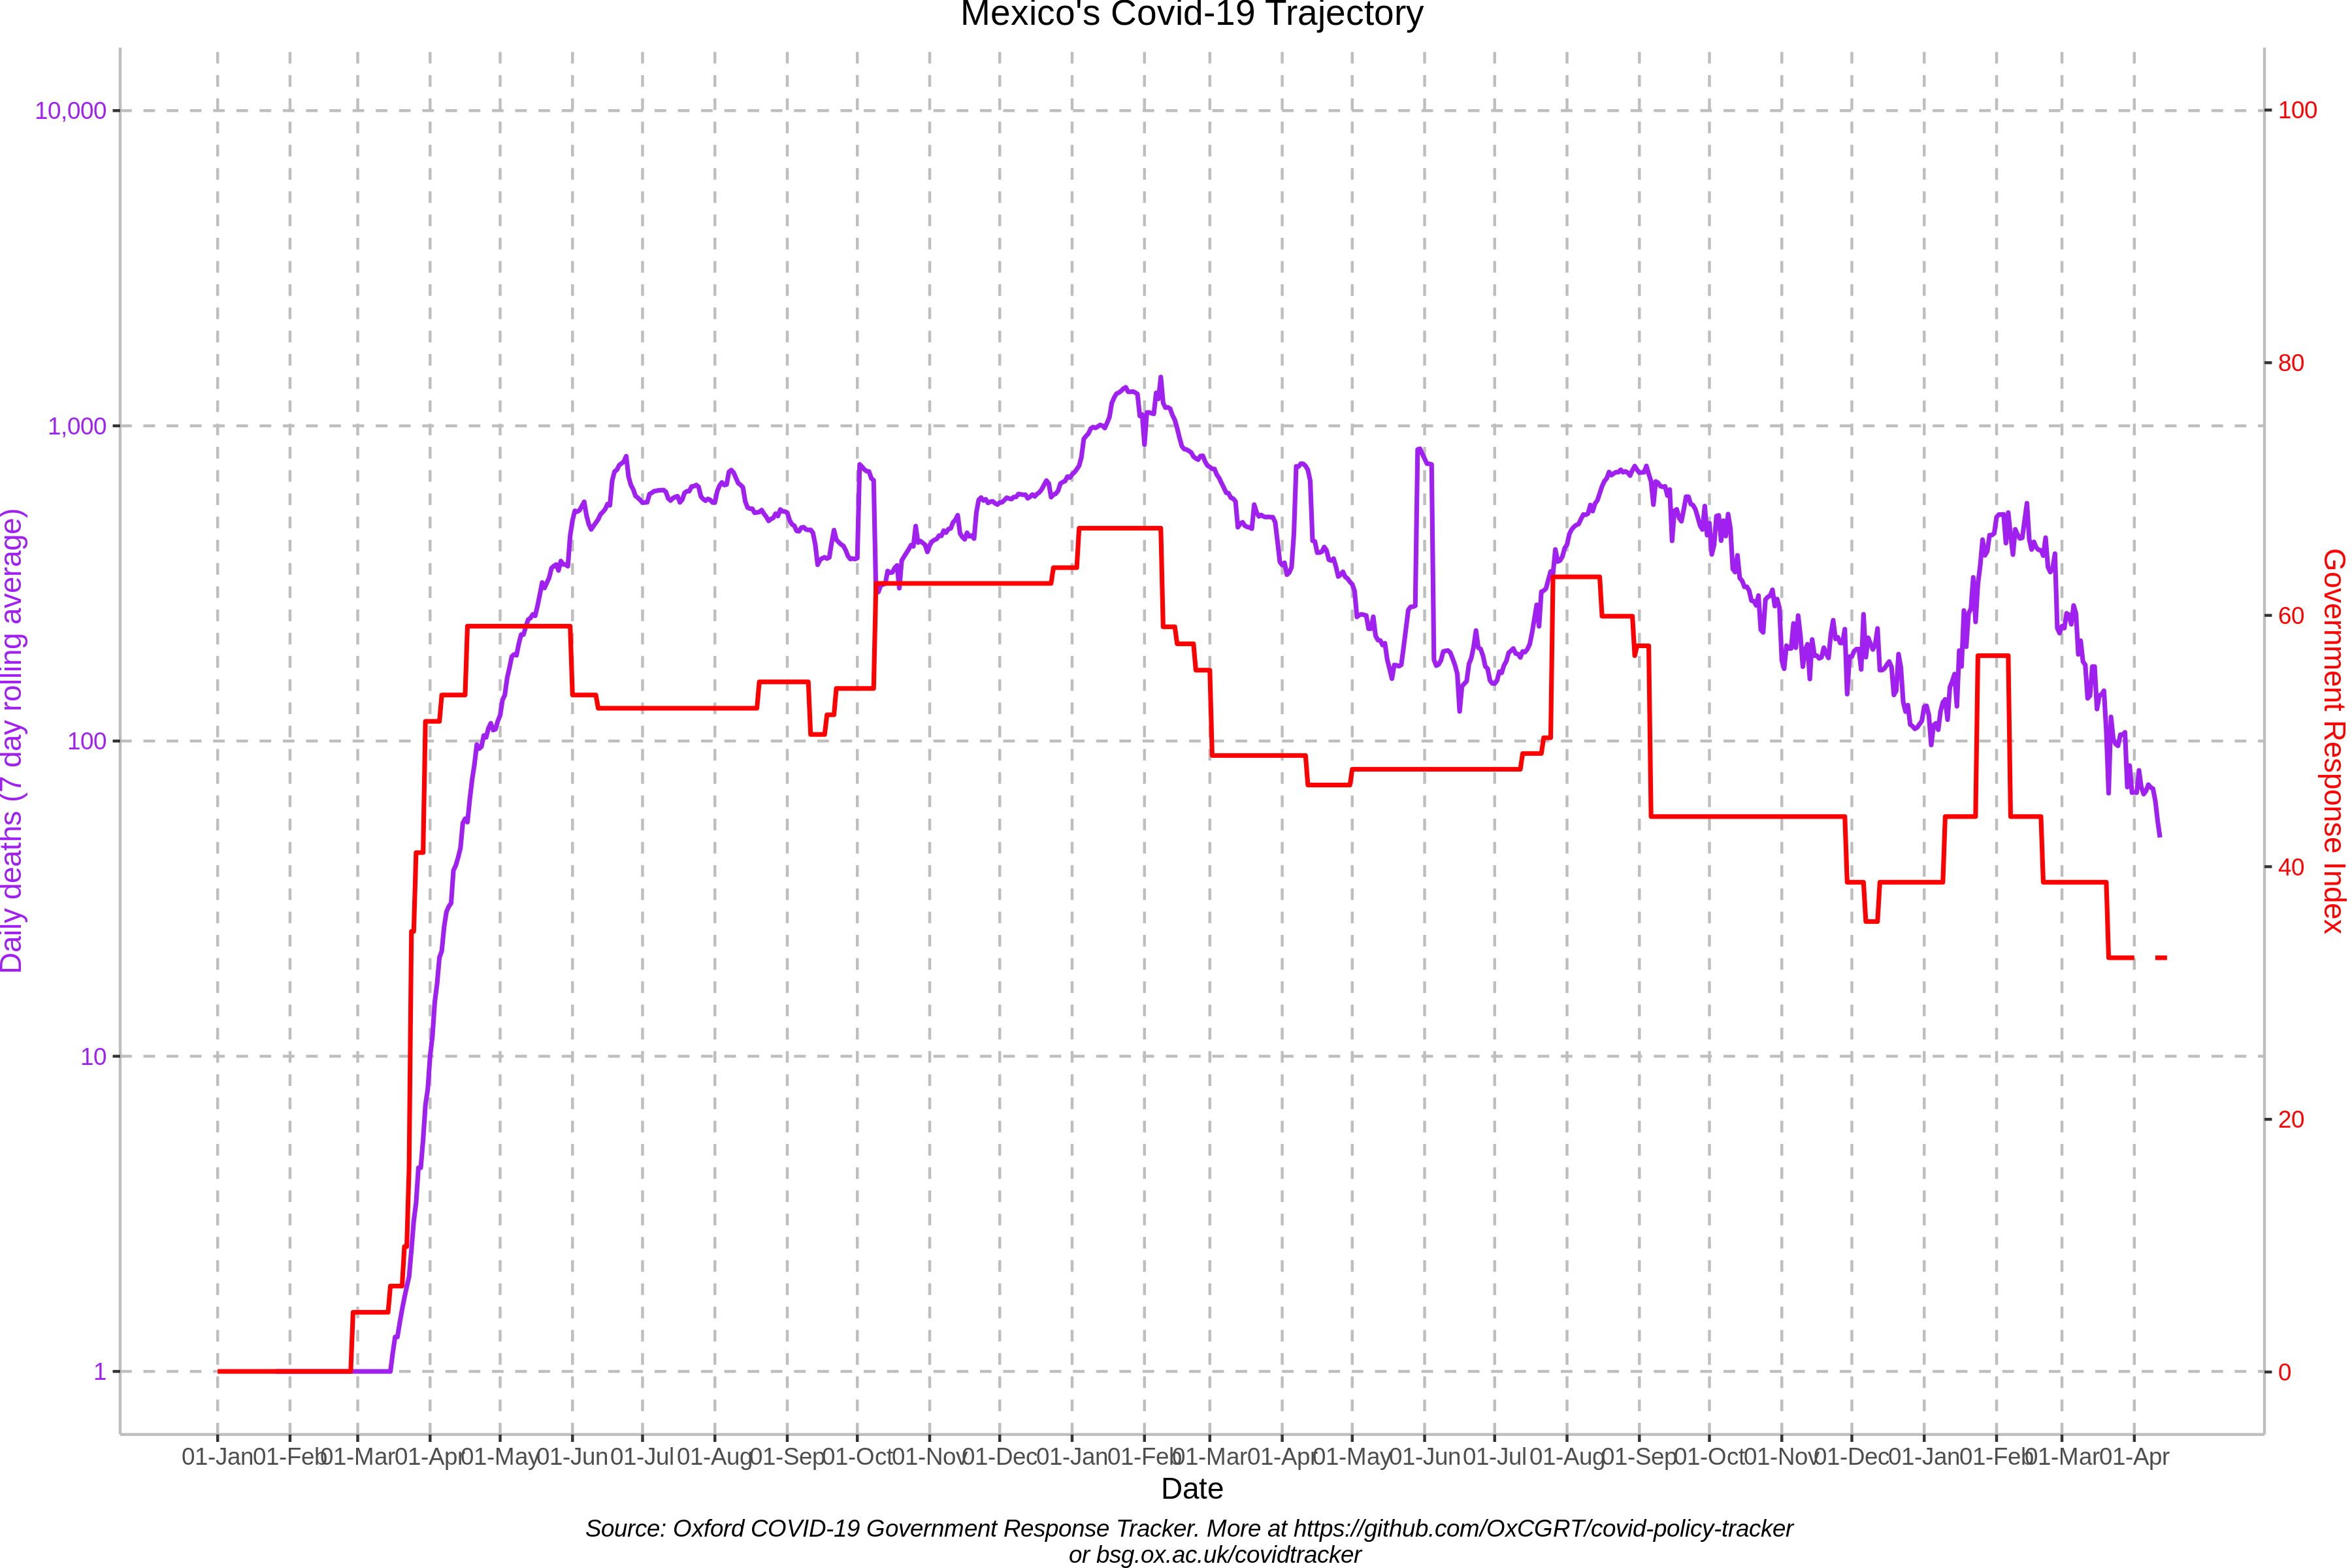 Mexico's Covid-19 Trajectory
10,000
1,000
100
10
1
Daily deaths (7 day rolling average)
100
80
60
40
20
0
Government Response Index
01-Jan 01-Feb 01-Mar 01-Apr 01-May 01-Jun 01-Jul 01-Aug 01-Sep 01-Oct 01-Nov 01-Dec 01-Jan 01-Feb 01-Mar 01-Apr 01-May 01-Jun 01-Jul 01-Aug 01-Sep 01-Oct 01-Nov 01-Dec 01-Jan 01-Feb 01-Mar 01-Apr
Date
Source: Oxford COVID-19 Government Response Tracker. More at https://github.com/OxCGRT/covid-policy-tracker
or bsg.ox.ac.uk/covidtracker